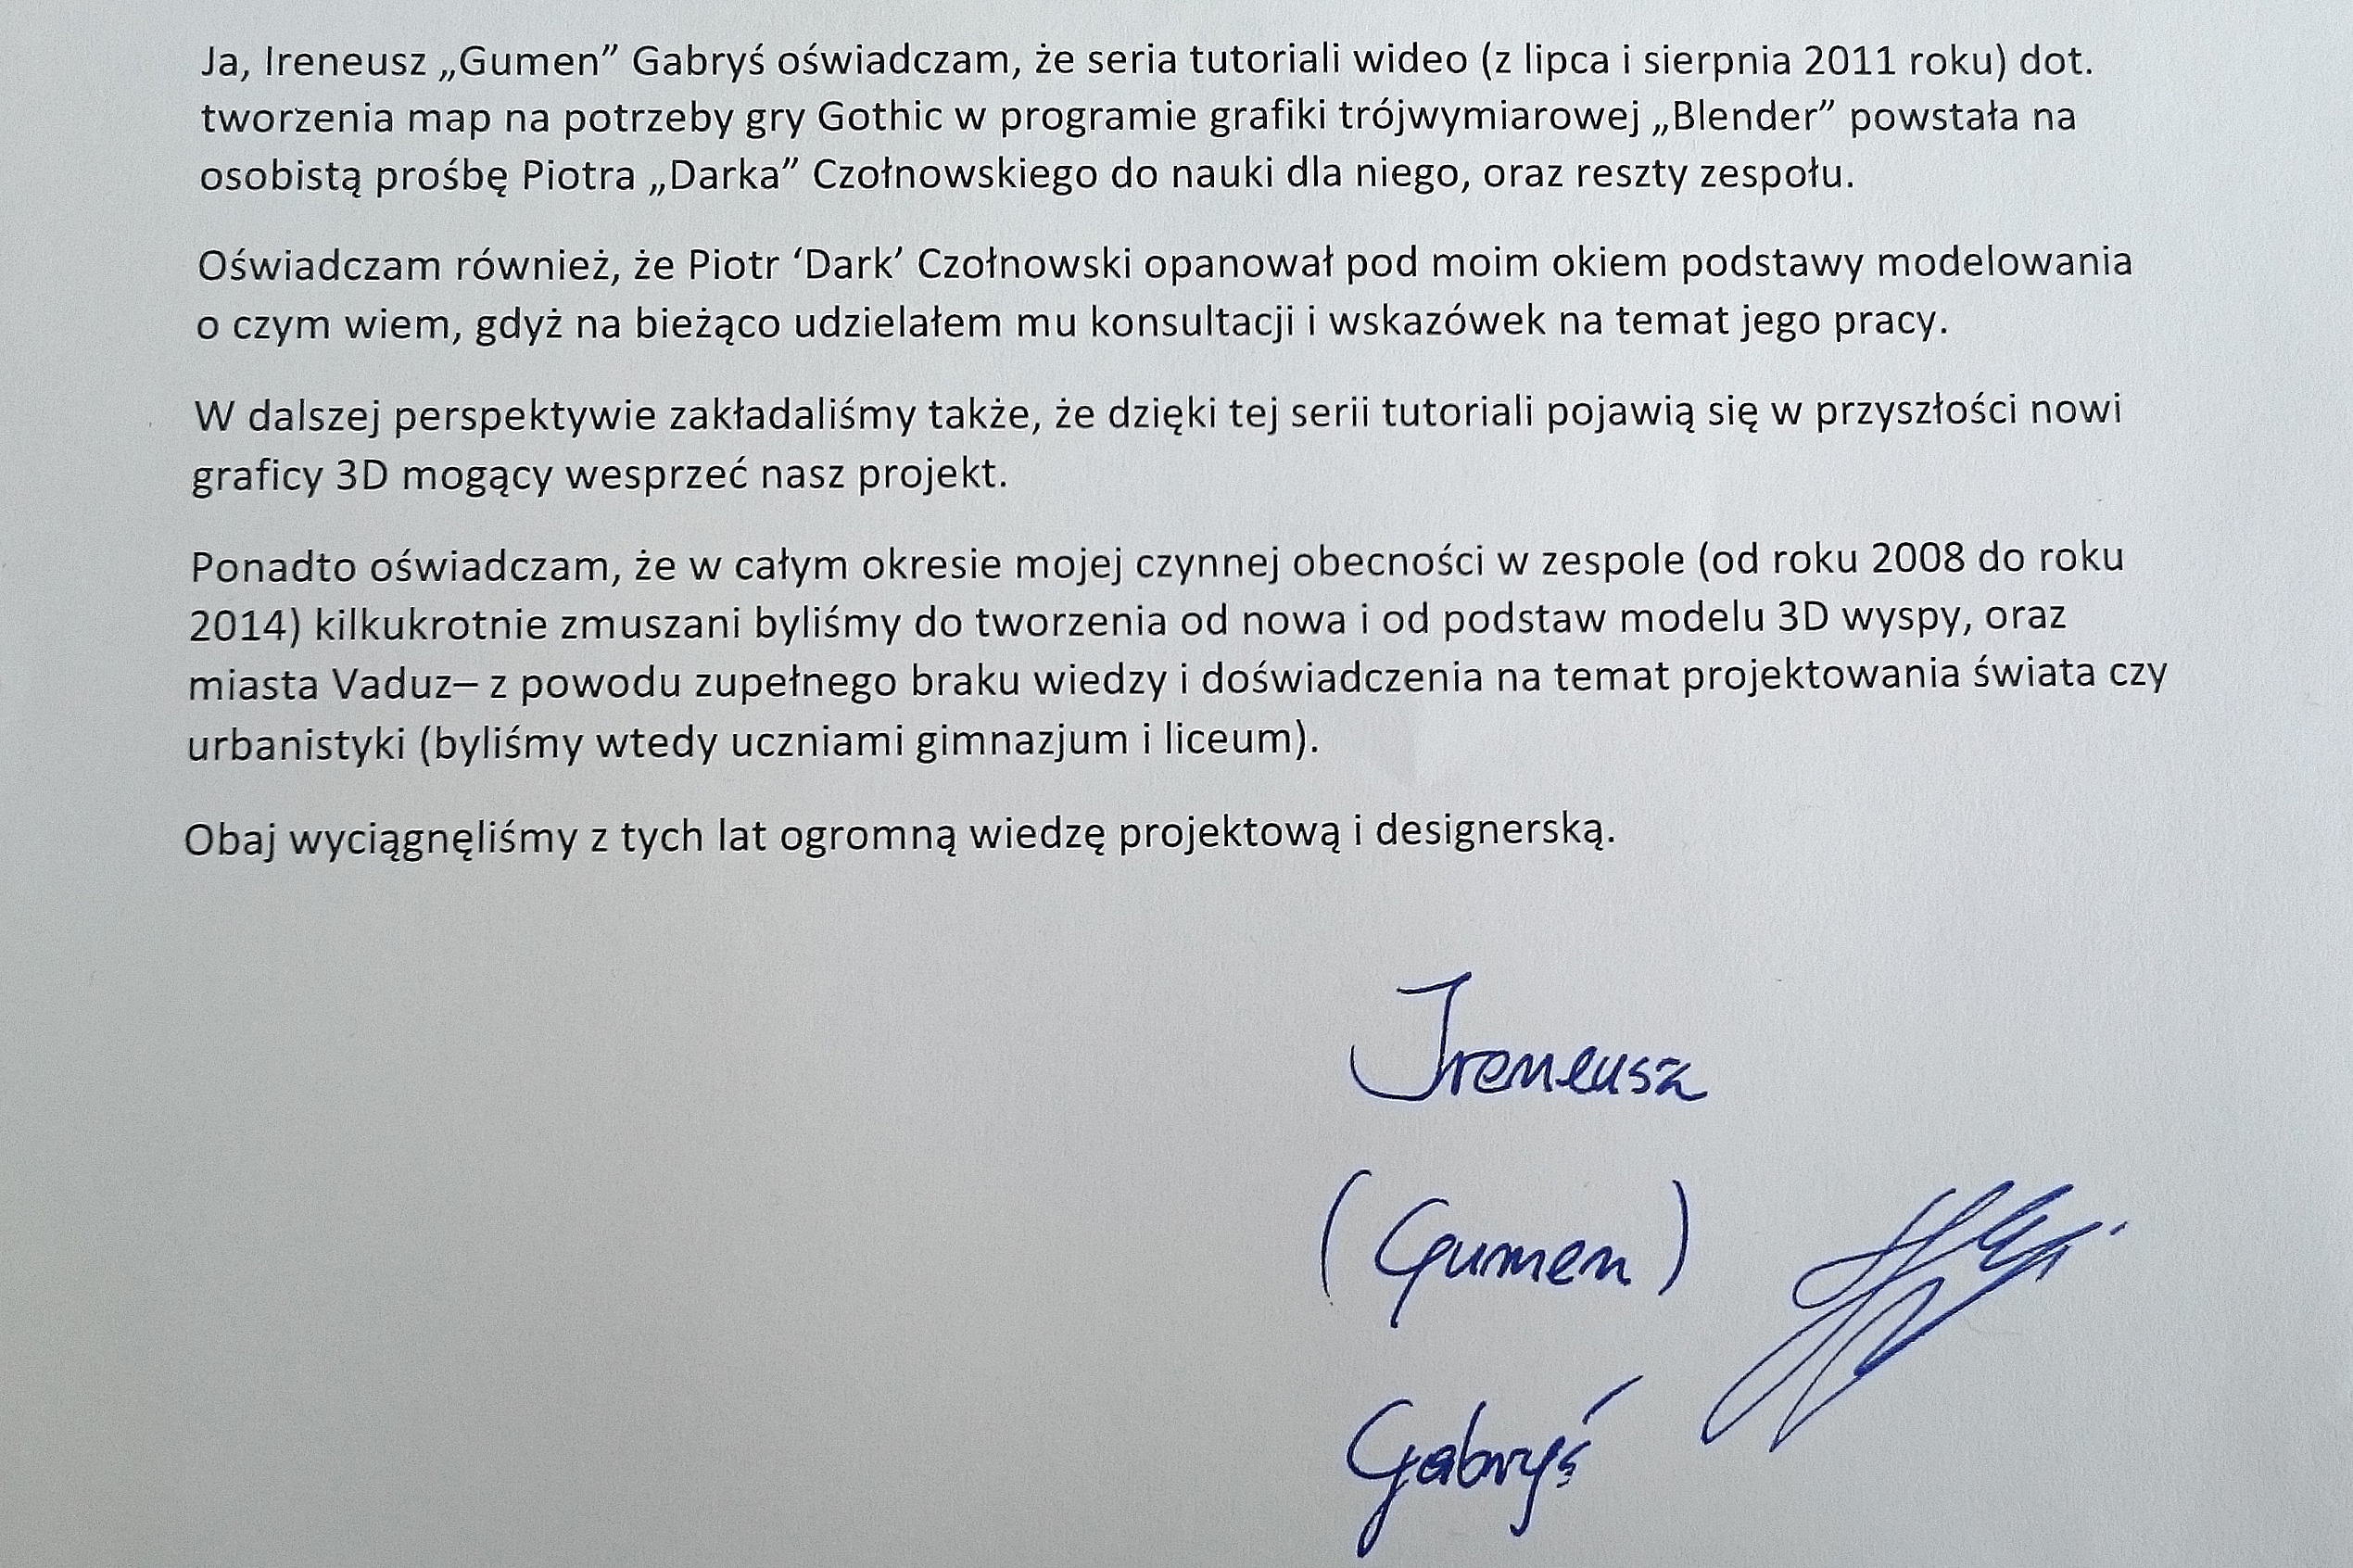 Ja, Ireneusz „Gumen” Gabryś oświadczam, że seria tutoriali wideo (z lipca i sierpnia 2011 roku) dot.
tworzenia map na potrzeby gry Gothic w programie grafiki trójwymiarowej „Blender” powstała na
osobistą prośbę Piotra „Darka” Czołnowskiego do nauki dla niego, oraz reszty zespołu.
Oświadczam również, że Piotr ‘Dark’ Czołnowski opanował pod moim okiem podstawy modelowania
o czym wiem, gdyż na bieżąco udzielałem mu konsultacji i wskazówek na temat jego pracy.
W dalszej perspektywie zakładaliśmy także, że dzięki tej serii tutoriali pojawią się w przyszłości nowi
graficy 3D mogący wesprzeć nasz projekt.
Ponadto oświadczam, że w całym okresie mojej czynnej obecności w zespole (od roku 2008 do roku
2014) kilkukrotnie zmuszani byliśmy do tworzenia od nowa i od podstaw modelu 3D wyspy, oraz
miasta Vaduz– z powodu zupełnego braku wiedzy i doświadczenia na temat projektowania świata czy
urbanistyki (byliśmy wtedy uczniami gimnazjum i liceum).
Obaj wyciągnęliśmy z tych lat ogromną wiedzę projektową i designerską.
Ireneusz
(Gumen)
Gabryś